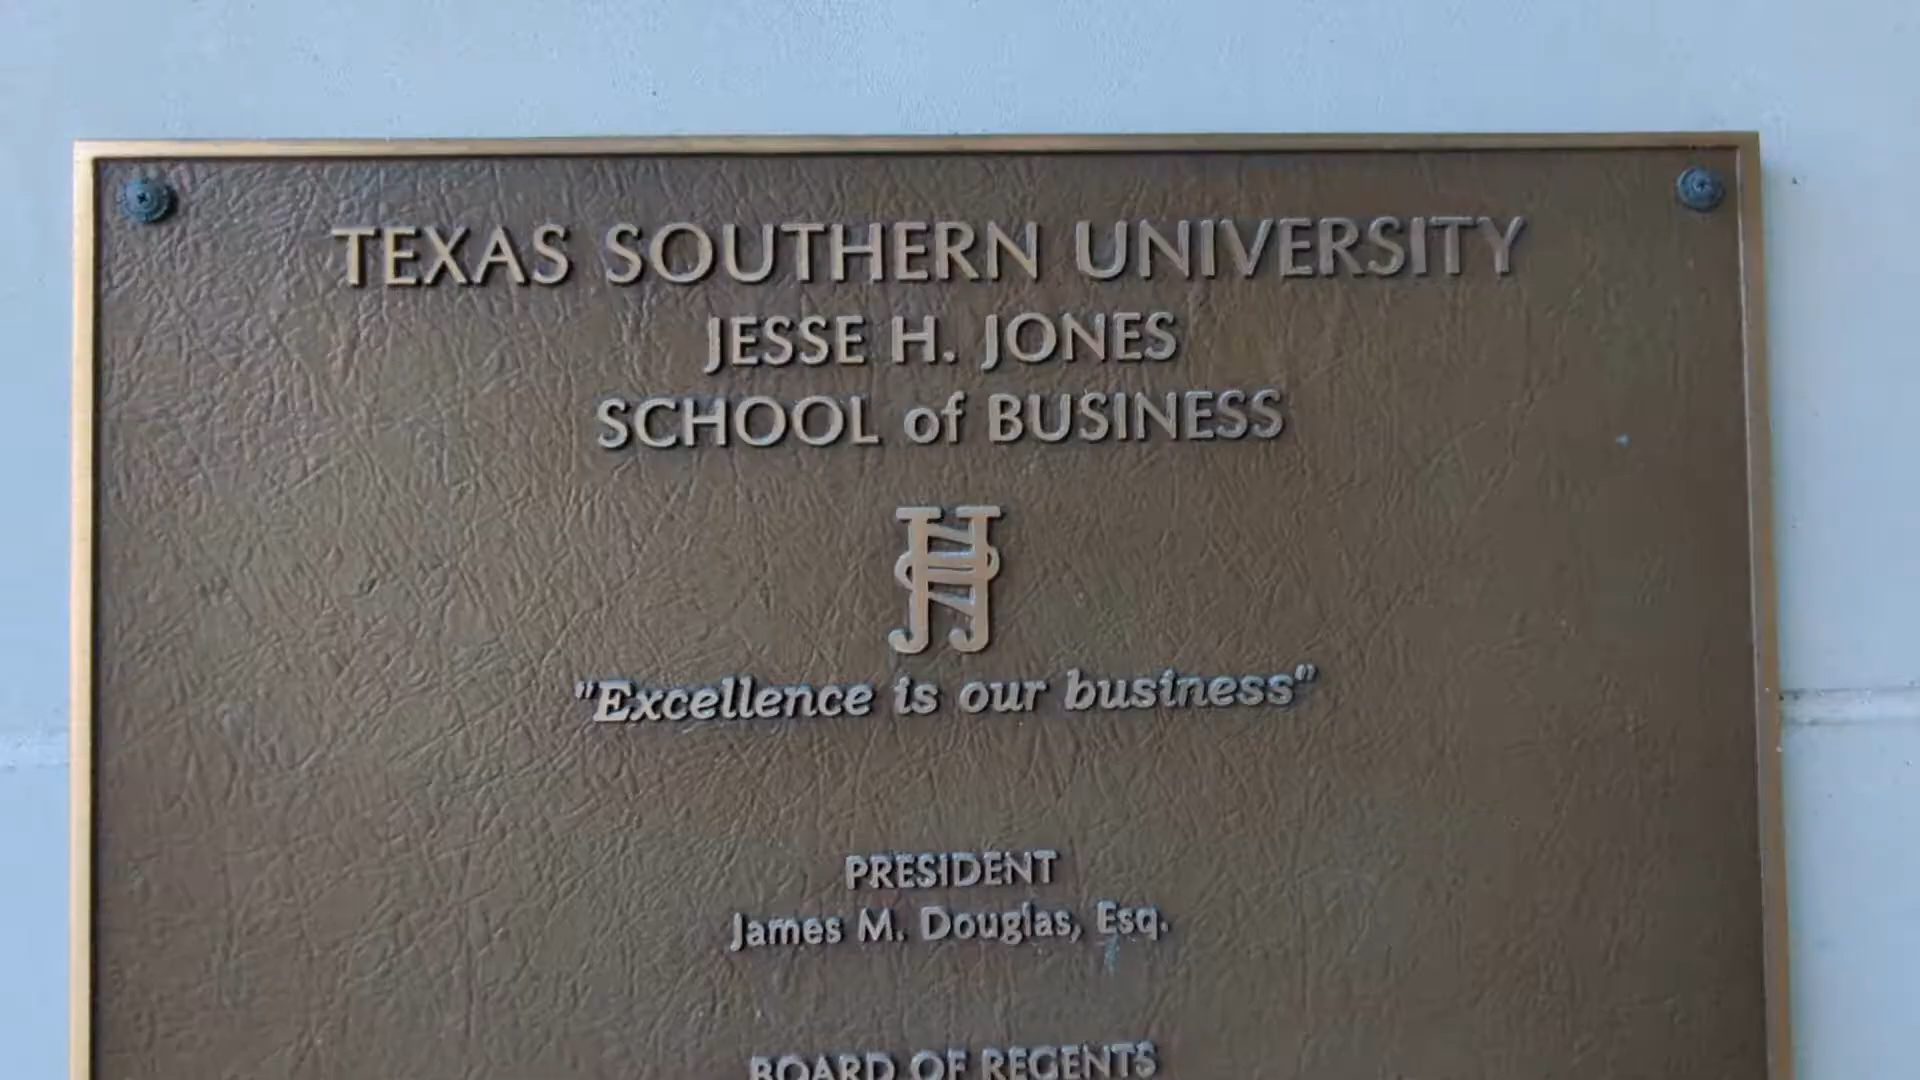 TEXAS SOUTHERN UNIVERSITY
JESSE H. JONES
SCHOOL of BUSINESS
"Excellence is our business"
PRESIDENT
James M. Douglas, Esq.
BOARD OF REGENTS